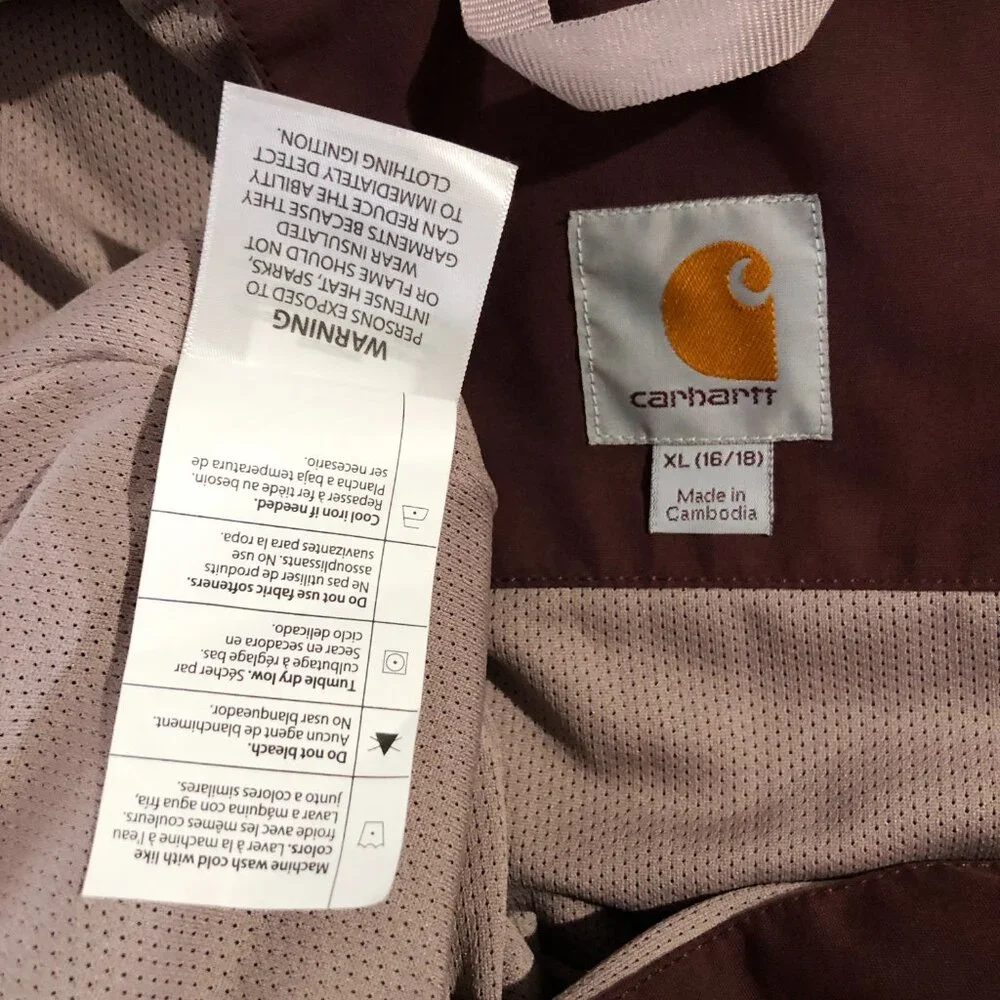 carhartt
XL (16/18)
Made in
Cambodia
Machine wash cold with like
colors. Laver à la machine à l'eau
froide avec les mêmes couleurs.
Lavar a máquina con agua fría,
junto a colores similares.
Do not bleach.
Aucun agent de blanchiment.
No usar blanqueador.
Tumble dry low. Sécher par
culbutage à réglage bas.
Secar en secadora en
ciclo delicado.
Do not use fabric softeners.
Ne pas utiliser de produits
assouplissants. No use
suavizantes para la ropa.
Cool iron if needed.
Repasser à fer tiède au besoin.
Plancha a baja temperatura de
ser necesario.
WARNING
PERSONS EXPOSED TO
INTENSE HEAT, SPARKS,
OR FLAME SHOULD NOT
WEAR INSULATED
GARMENTS BECAUSE THEY
CAN REDUCE THE ABILITY
TO IMMEDIATELY DETECT
CLOTHING IGNITION.